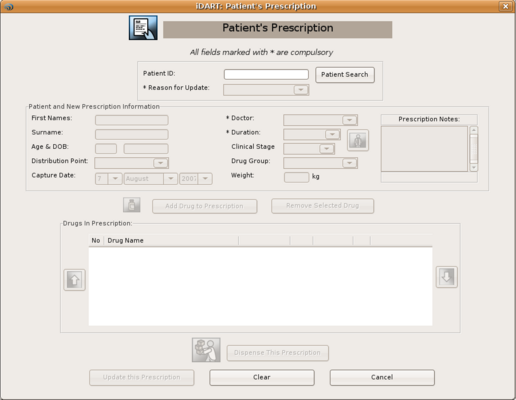 iDART: Patient's Prescription
Patient's Prescription
All fields marked with * are compulsory
Patient ID:
Patient Search
* Reason for Update:
Patient and New Prescription Information
First Names:
* Doctor:
Prescription Notes:
Surname:
* Duration:
Age & DOB:
Clinical Stage
Distribution Point:
Drug Group:
Capture Date:
7
August
2007
Weight:
kg
Add Drug to Prescription
Remove Selected Drug
Drugs In Prescription:
No
Drug Name
Dispense This Prescription
Update this Prescription
Clear
Cancel